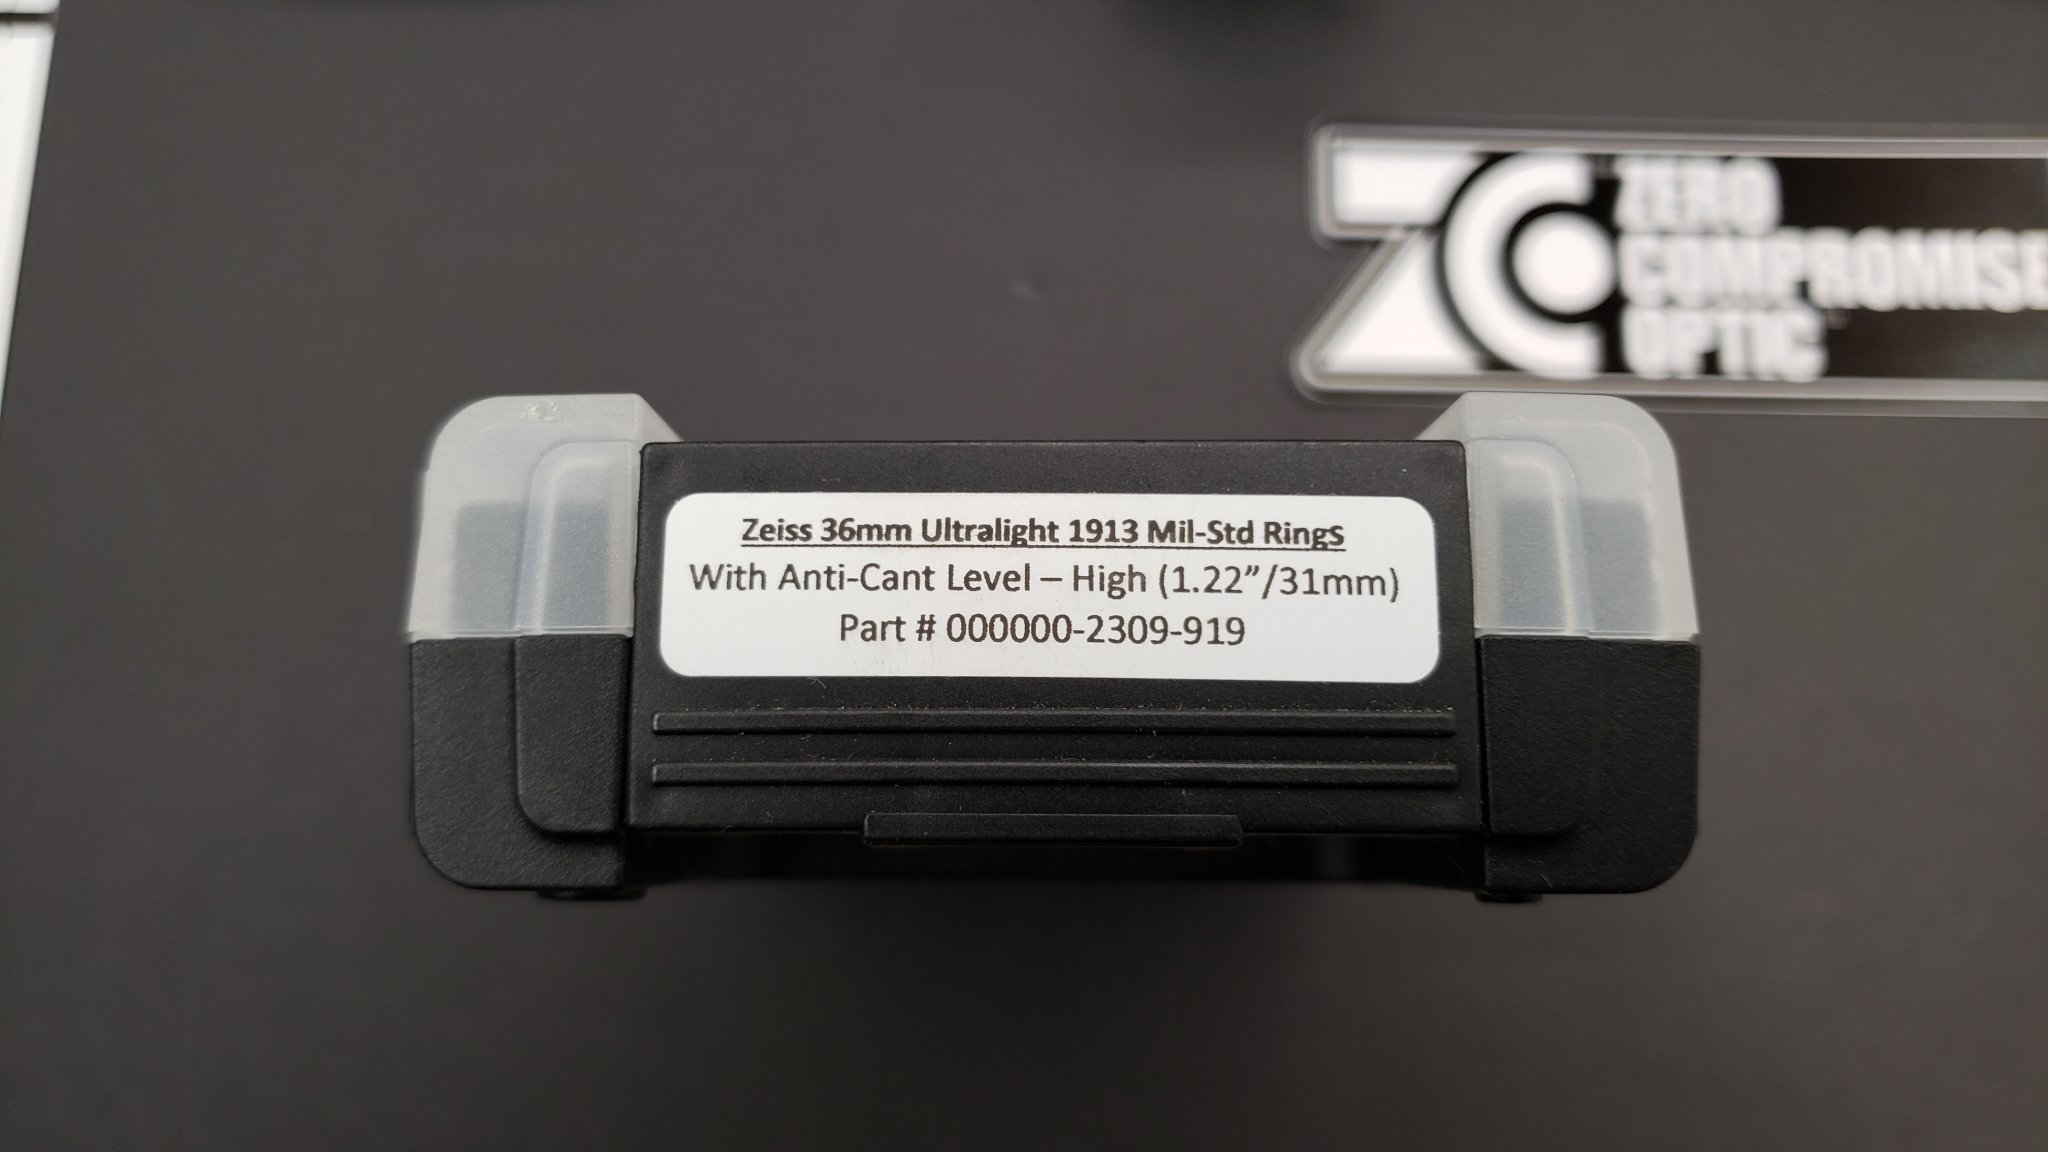 ZC ZERO
COMPROMISE
OPTIC
Zeiss 36mm Ultralight 1913 Mil-Std Rings
With Anti-Cant Level – High (1.22”/31mm)
Part # 000000-2309-919